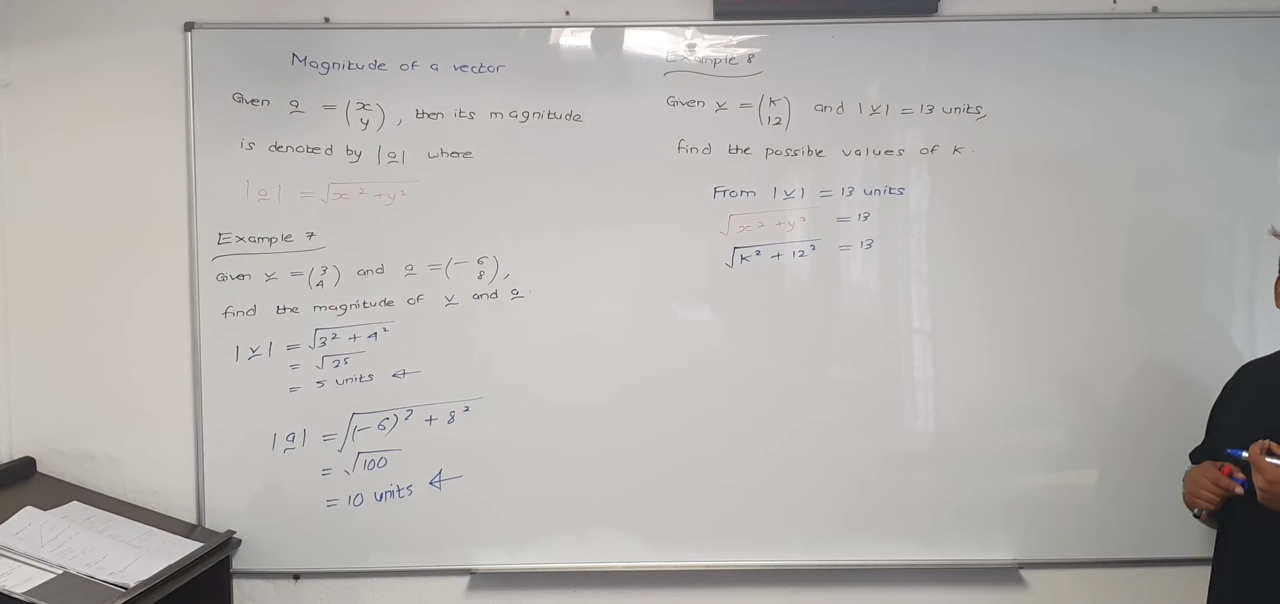 Magnitude of a vector
Given a = (x y), then its magnitude
is denoted by |a| where
|a| = √x² + y²
Example 7
Given v = (3 4) and a = (-6 8),
find the magnitude of v and a.
|v| = √3² + 4²
= √25
= 5 units ←
|a| = √(-6)² + 8²
= √100
= 10 units ←
Example 8
Given v = (K 12) and |v| = 13 units,
find the possible values of K.
From |v| = 13 units
√x² + y² = 13
√K² + 12² = 13